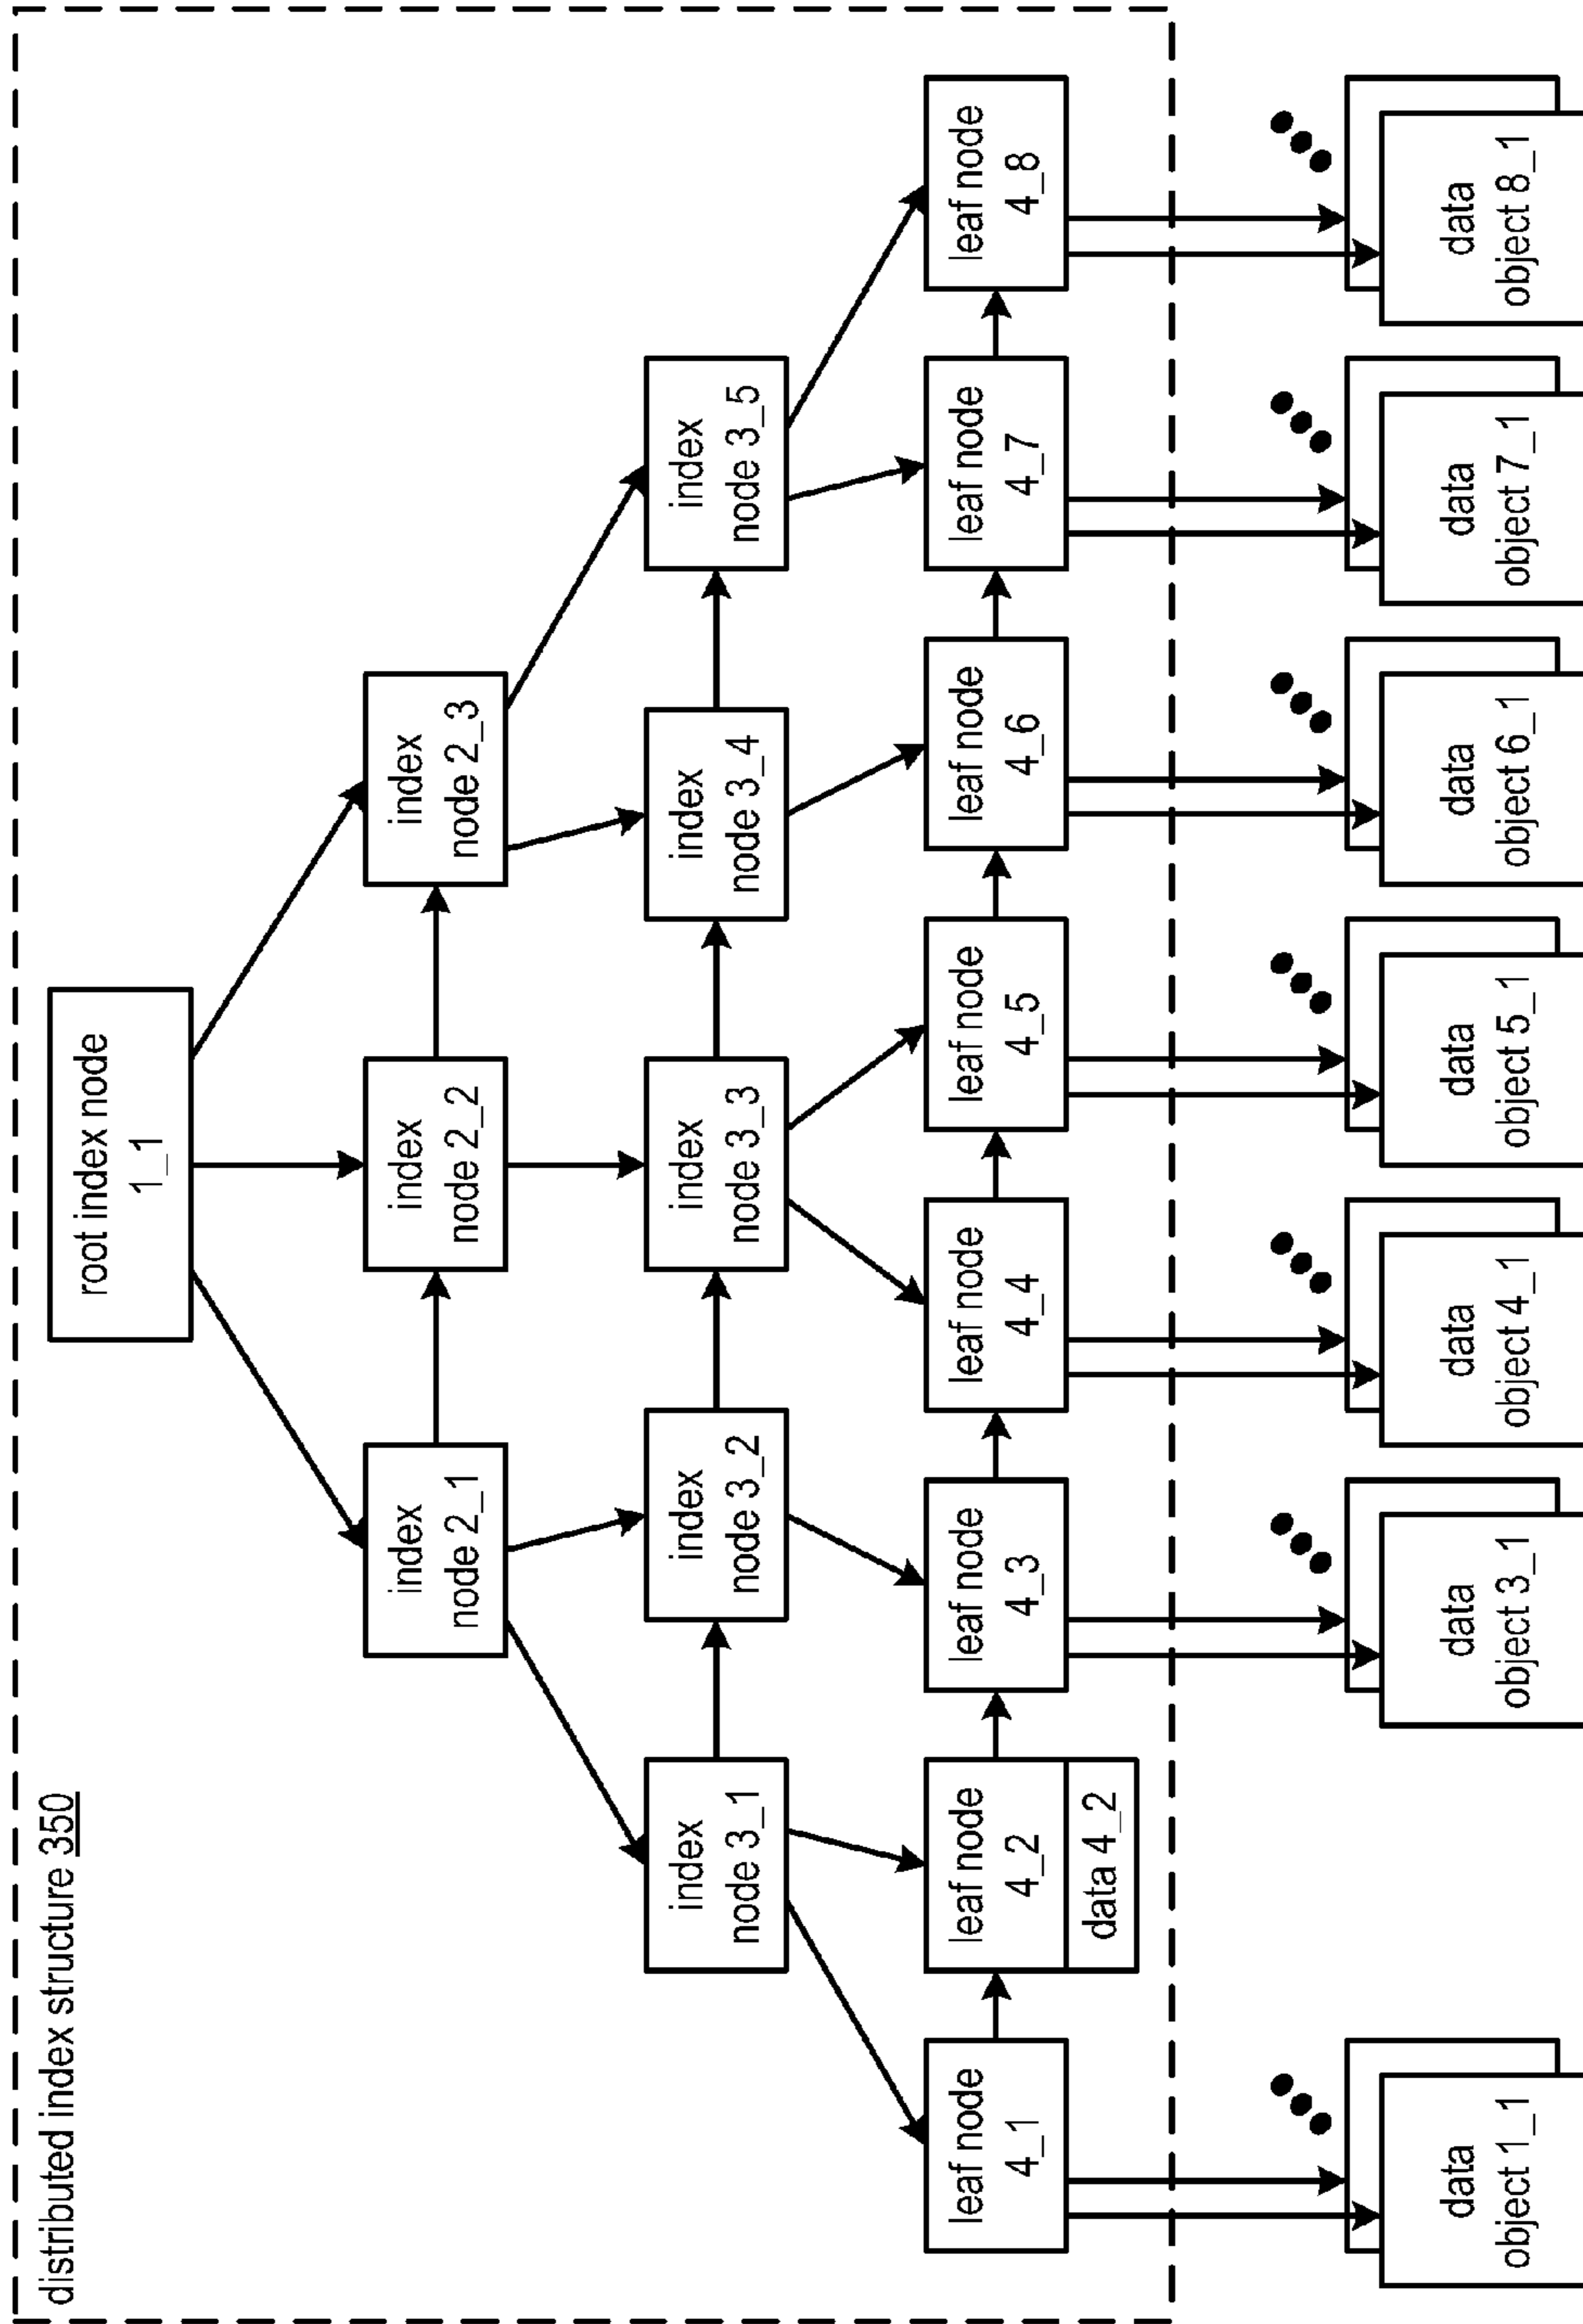 distributed index structure 350
root index node
1_1
index
node 2_1
index
node 2_2
index
node 2_3
index
node 3_1
index
node 3_2
index
node 3_3
index
node 3_4
index
node 3_5
leaf node
4_1
leaf node
4_2
data 4_2
leaf node
4_3
leaf node
4_4
leaf node
4_5
leaf node
4_6
leaf node
4_7
leaf node
4_8
data
object 1_1
data
object 3_1
data
object 4_1
data
object 5_1
data
object 6_1
data
object 7_1
data
object 8_1